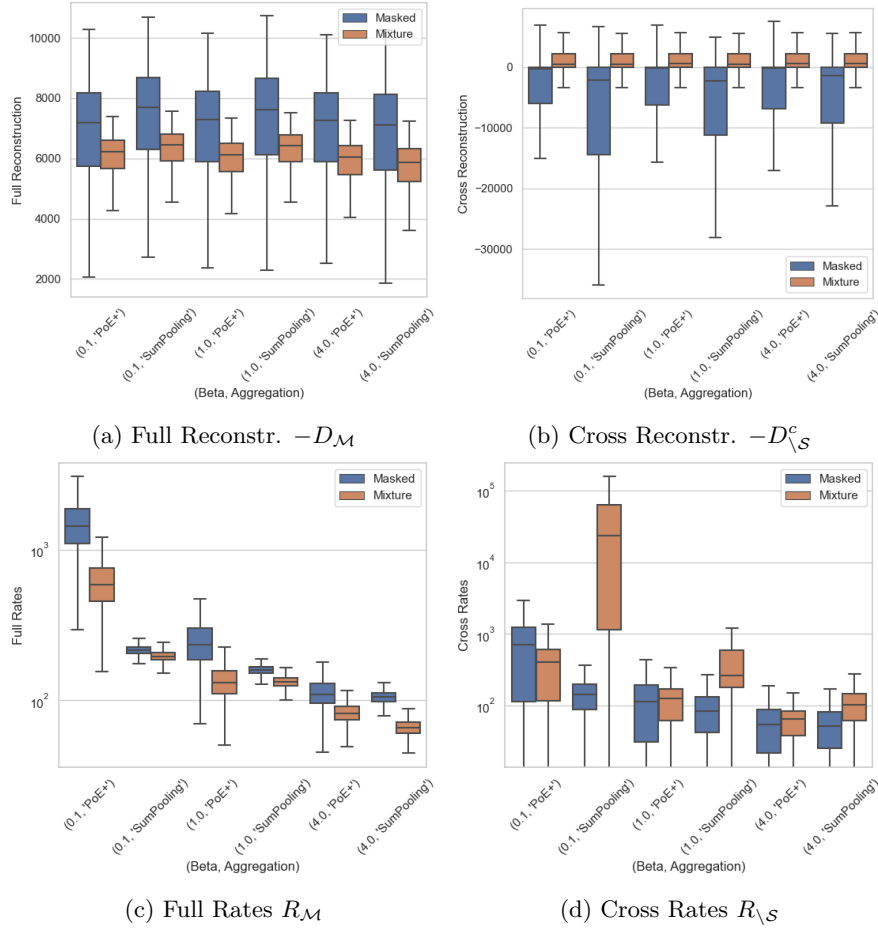 Masked
Mixture
10000
8000
6000
4000
2000
Full Reconstruction
(0.1, 'PoE+')
(0.1, 'SumPooling')
(1.0, 'PoE+')
(1.0, 'SumPooling')
(4.0, 'PoE+')
(4.0, 'SumPooling')
(Beta, Aggregation)
(a) Full Reconstr. −D_M
0
−10000
−20000
−30000
Cross Reconstruction
Masked
Mixture
(0.1, 'PoE+')
(0.1, 'SumPooling')
(1.0, 'PoE+')
(1.0, 'SumPooling')
(4.0, 'PoE+')
(4.0, 'SumPooling')
(Beta, Aggregation)
(b) Cross Reconstr. −D^c_{\S}
Masked
Mixture
10^3
10^2
Full Rates
(0.1, 'PoE+')
(0.1, 'SumPooling')
(1.0, 'PoE+')
(1.0, 'SumPooling')
(4.0, 'PoE+')
(4.0, 'SumPooling')
(Beta, Aggregation)
(c) Full Rates R_M
Masked
Mixture
10^5
10^4
10^3
10^2
Cross Rates
(0.1, 'PoE+')
(0.1, 'SumPooling')
(1.0, 'PoE+')
(1.0, 'SumPooling')
(4.0, 'PoE+')
(4.0, 'SumPooling')
(Beta, Aggregation)
(d) Cross Rates R_{\S}